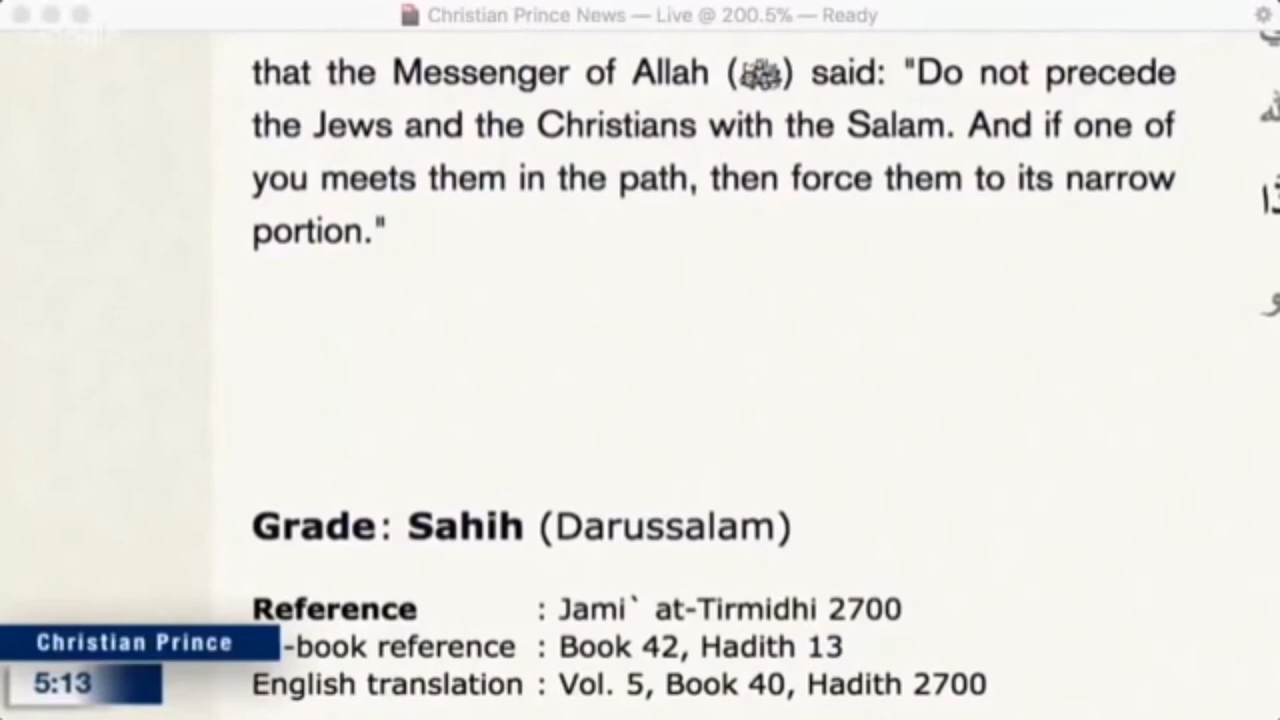 Christian Prince News — Live @ 200.5% — Ready
that the Messenger of Allah (ﷺ) said: "Do not precede
the Jews and the Christians with the Salam. And if one of
you meets them in the path, then force them to its narrow
portion."
Grade: Sahih (Darussalam)
Reference : Jami` at-Tirmidhi 2700
-book reference : Book 42, Hadith 13
English translation : Vol. 5, Book 40, Hadith 2700
Christian Prince
5:13